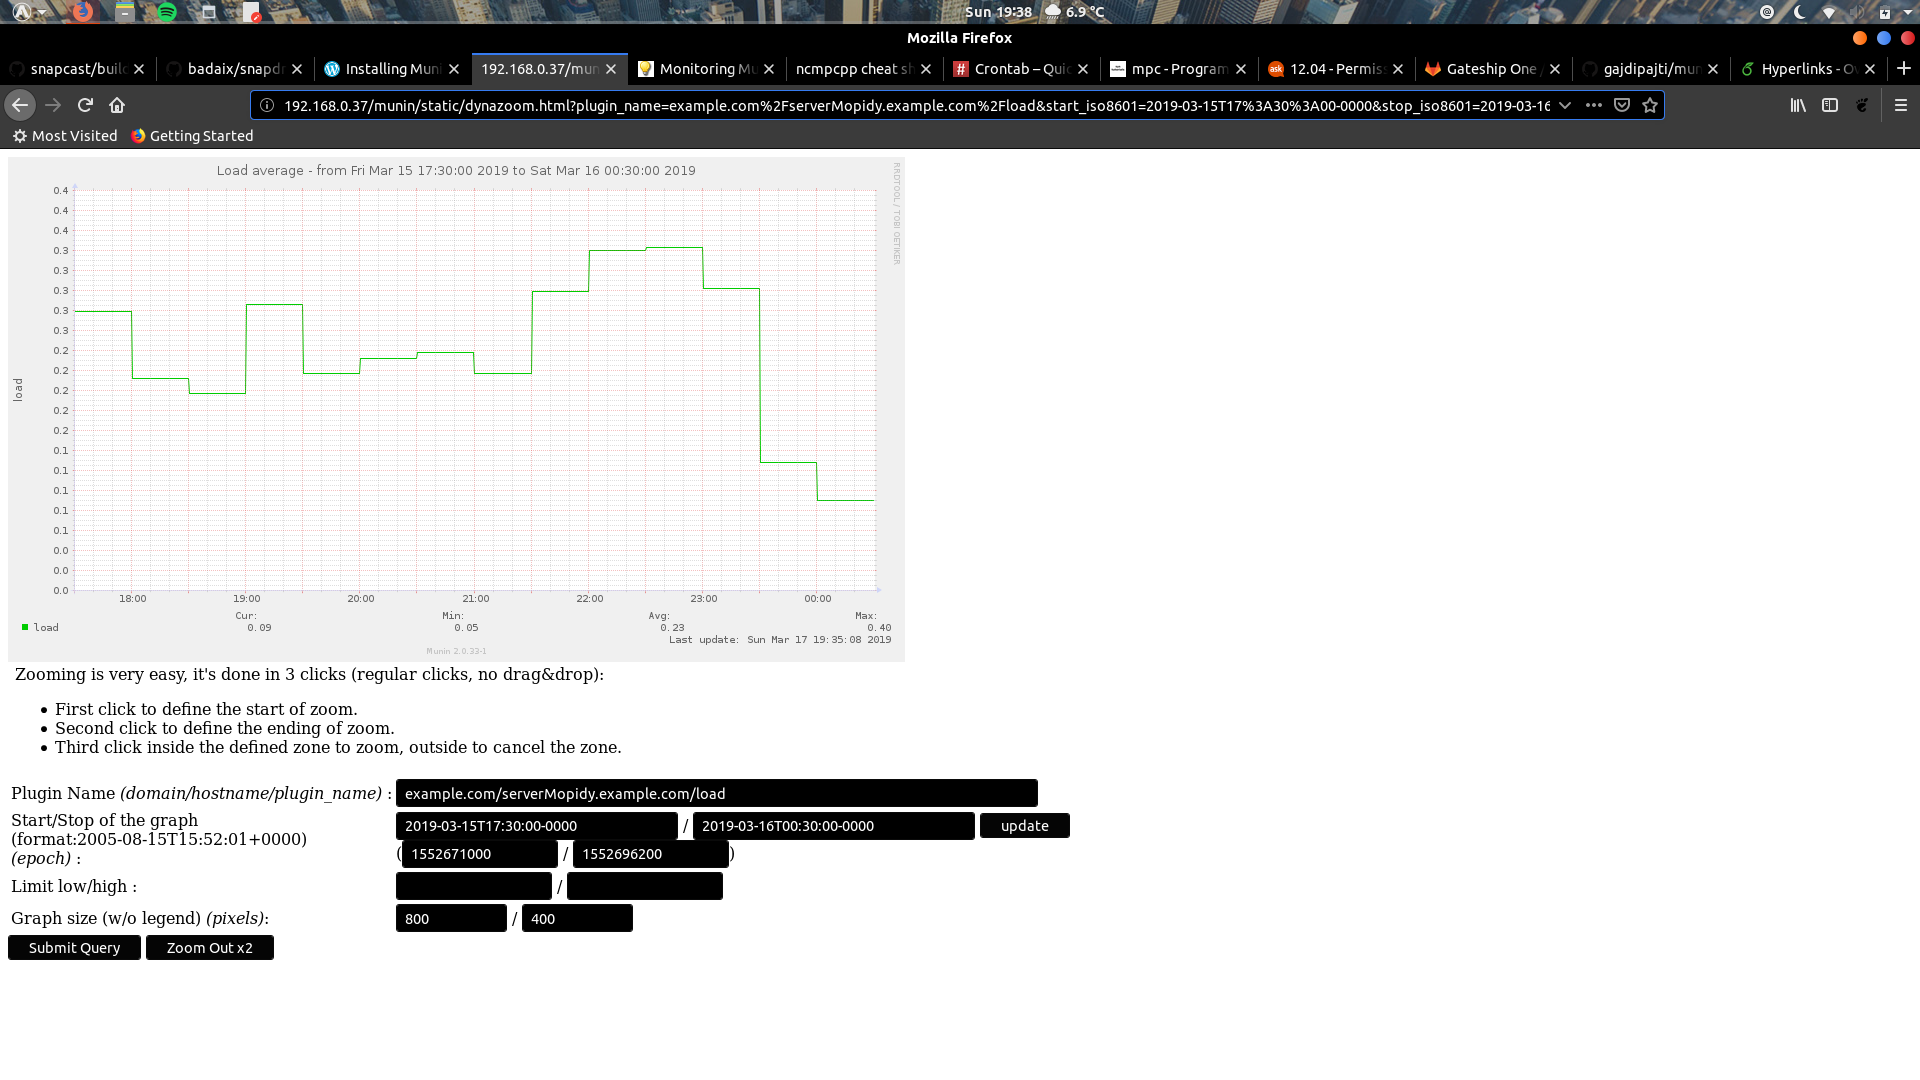 Sun 19:38 6.9 °C
Mozilla Firefox
snapcast/buil badaix/snapdr Installing Muni 192.168.0.37/mun Monitoring Mu ncmpcpp cheat sh Crontab – Quic mpc - Program 12.04 - Permiss Gateship One / gajdipajti/mun Hyperlinks - Ov
192.168.0.37/munin/static/dynazoom.html?plugin_name=example.com%2FserverMopidy.example.com%2Fload&start_iso8601=2019-03-15T17%3A30%3A00-0000&stop_iso8601=2019-03-16
Most Visited Getting Started
Load average - from Fri Mar 15 17:30:00 2019 to Sat Mar 16 00:30:00 2019
RRDTOOL / TOBI OETIKER
0.4
0.4
0.4
0.3
0.3
0.3
0.3
0.3
0.2
0.2
0.2
0.2
0.2
0.1
0.1
0.1
0.1
0.1
0.0
0.0
0.0
load
18:00 19:00 20:00 21:00 22:00 23:00 00:00
Cur: Min: Avg: Max:
load 0.09 0.05 0.23 0.40
Last update: Sun Mar 17 19:35:08 2019
Munin 2.0.33-1
Zooming is very easy, it's done in 3 clicks (regular clicks, no drag&drop):
• First click to define the start of zoom.
• Second click to define the ending of zoom.
• Third click inside the defined zone to zoom, outside to cancel the zone.
Plugin Name (domain/hostname/plugin_name) : example.com/serverMopidy.example.com/load
Start/Stop of the graph
(format:2005-08-15T15:52:01+0000)
(epoch) :
2019-03-15T17:30:00-0000 / 2019-03-16T00:30:00-0000 update
(1552671000 / 1552696200)
Limit low/high : /
Graph size (w/o legend) (pixels): 800 / 400
Submit Query Zoom Out x2